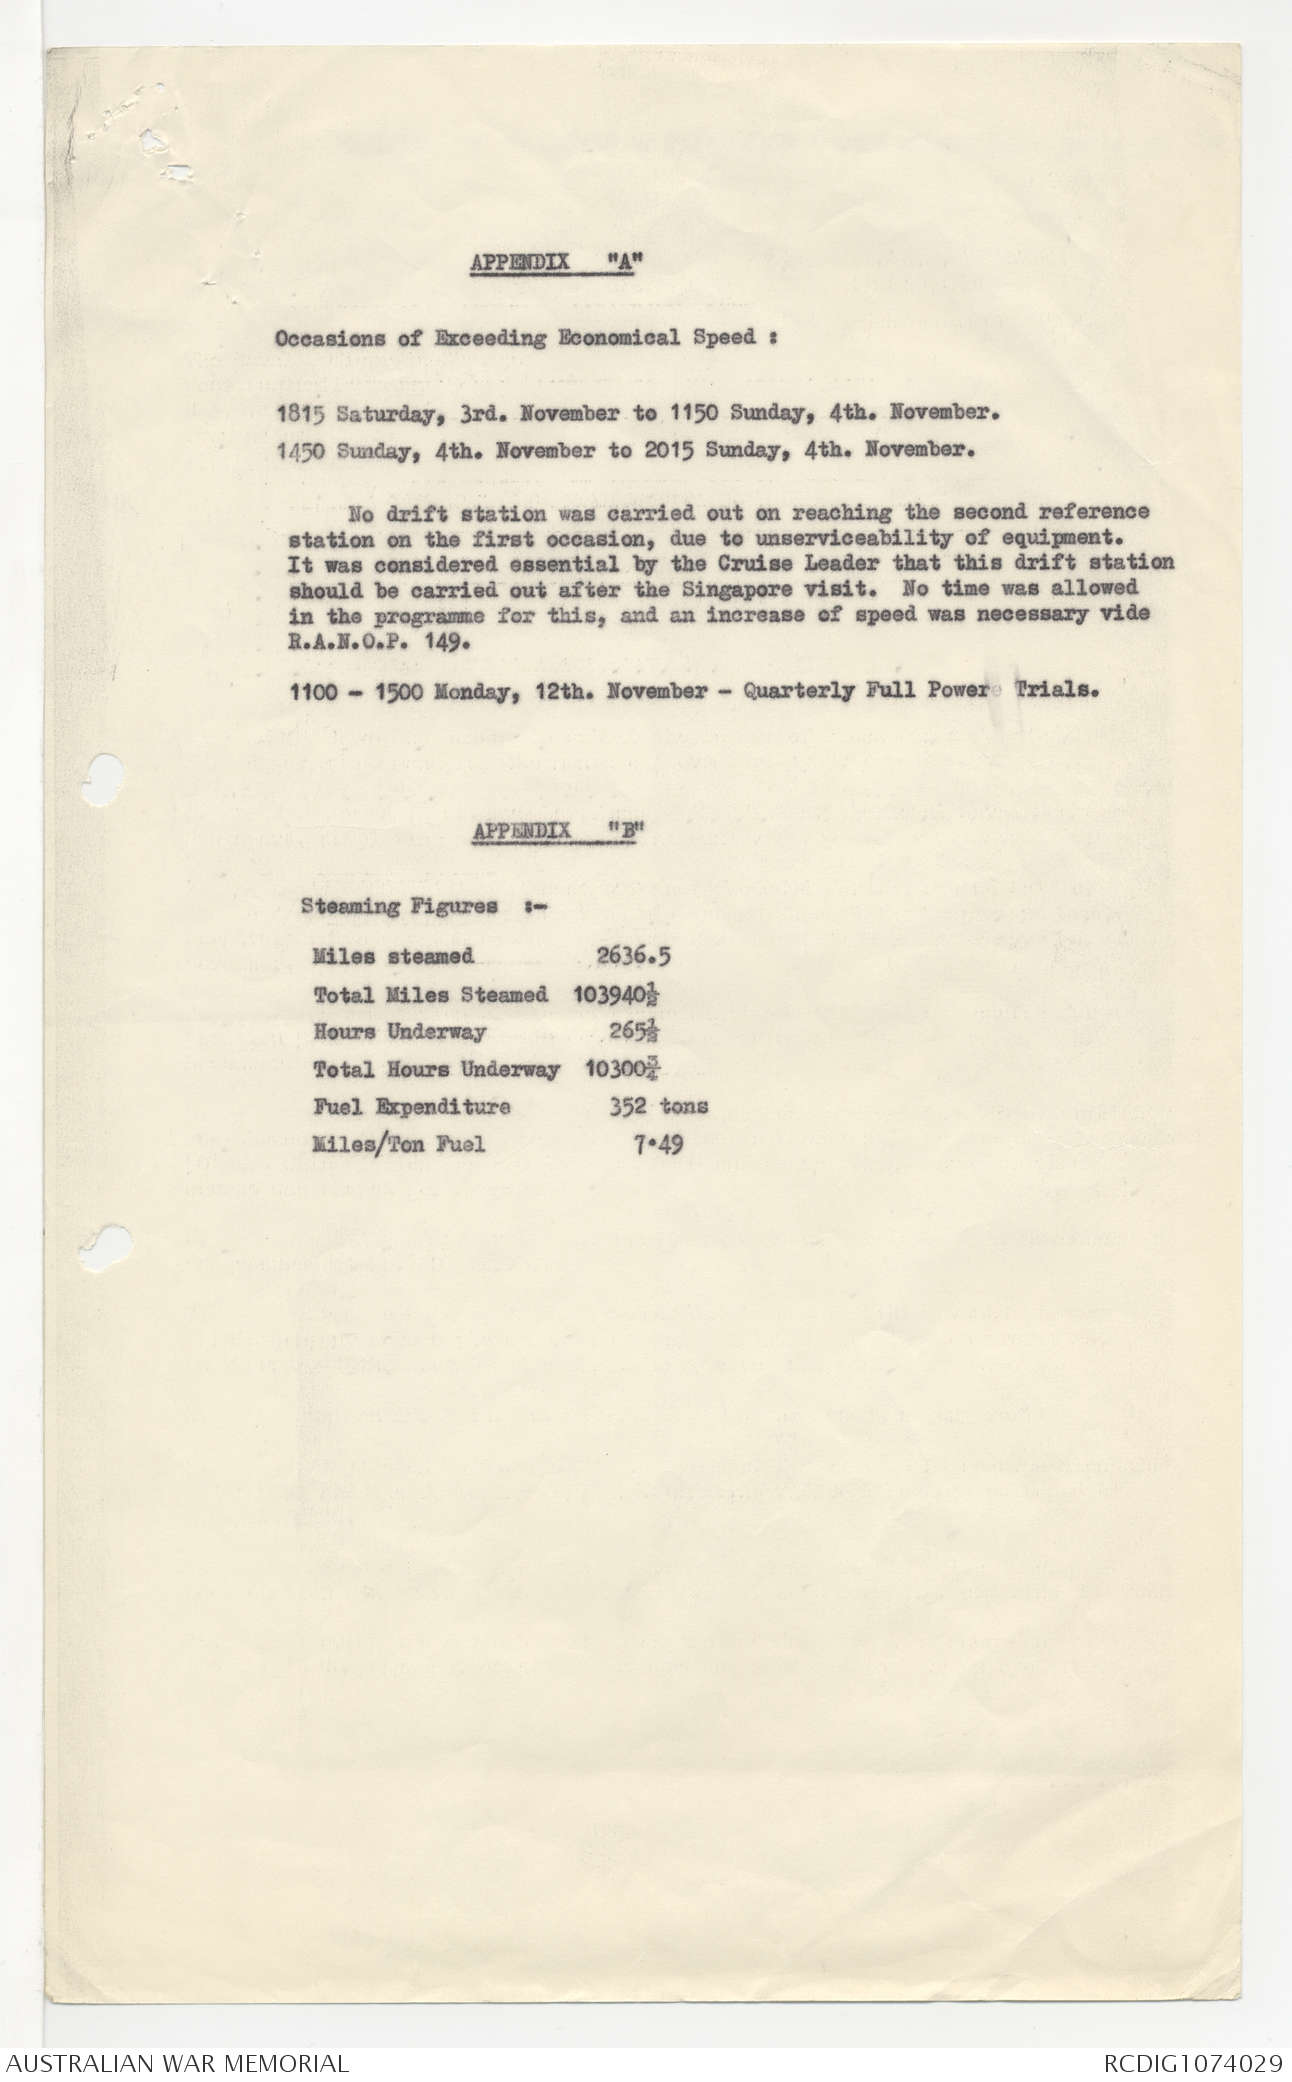 APPENDIX "A"
Occasions of Exceeding Economical Speed :
1815 Saturday, 3rd. November to 1150 Sunday, 4th. November.
1450 Sunday, 4th. November to 2015 Sunday, 4th. November.
No drift station was carried out on reaching the second reference
station on the first occasion, due to unserviceability of equipment.
It was considered essential by the Cruise Leader that this drift station
should be carried out after the Singapore visit. No time was allowed
in the programme for this, and an increase of speed was necessary vide
R.A.N.O.P. 149.
1100 - 1500 Monday, 12th. November - Quarterly Full Power Trials.
APPENDIX "B"
Steaming Figures :-
Miles steamed 2636.5
Total Miles Steamed 103940½
Hours Underway 265½
Total Hours Underway 10300¾
Fuel Expenditure 352 tons
Miles/Ton Fuel 7.49
AUSTRALIAN WAR MEMORIAL
RCDIG1074029